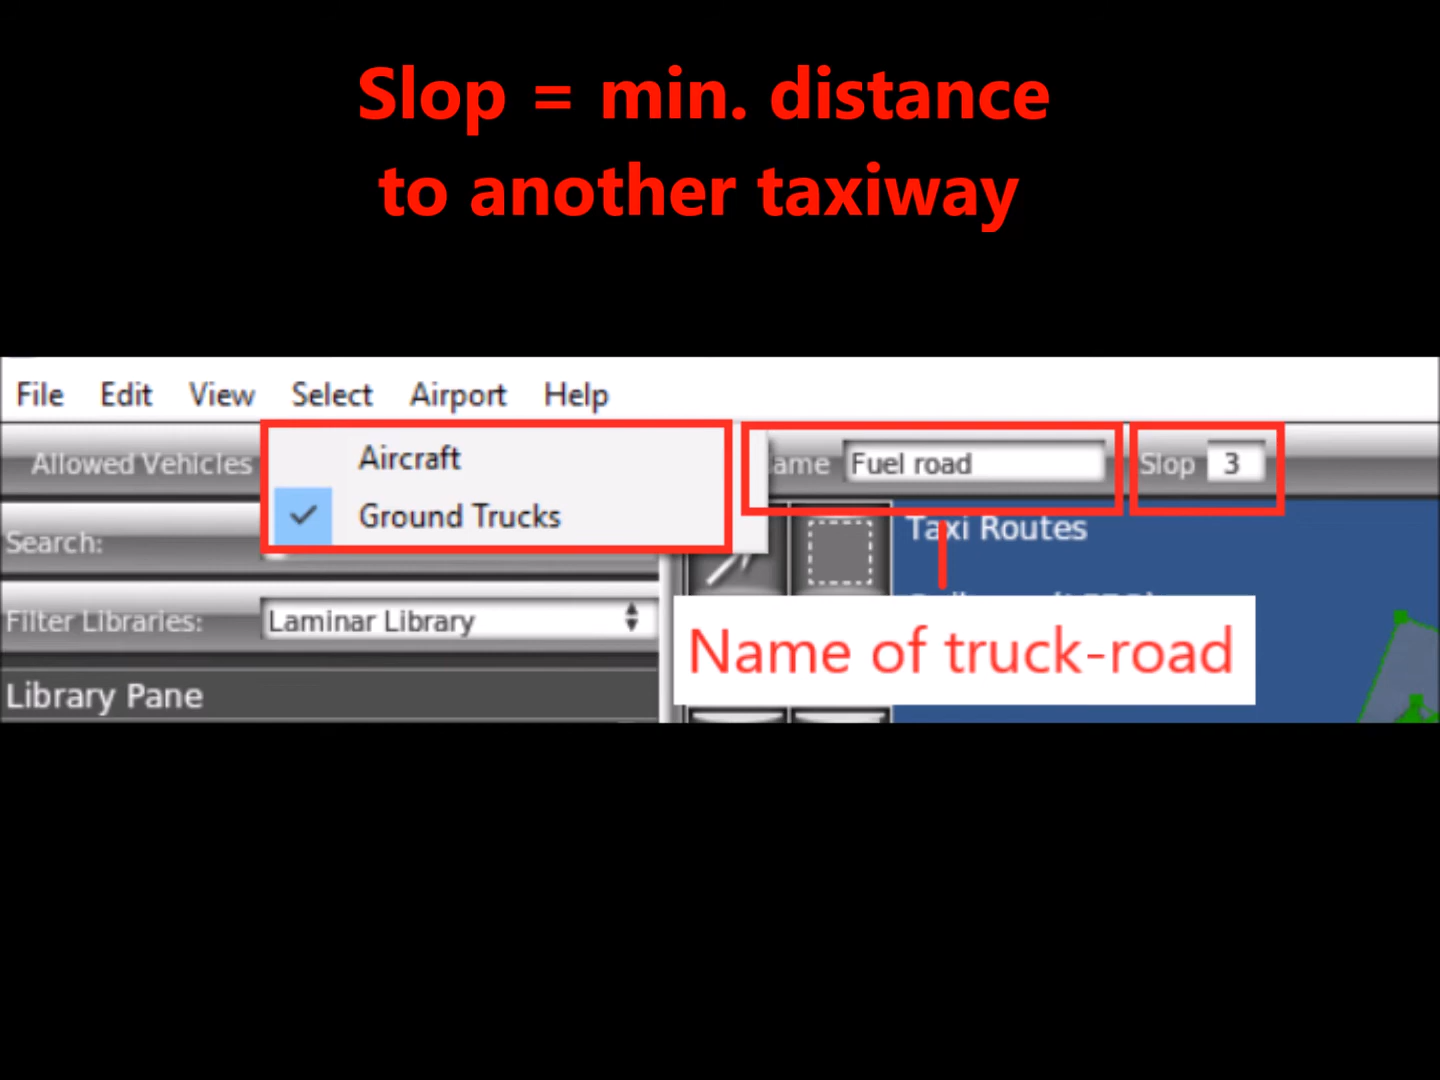 Slop = min. distance
to another taxiway
File Edit View Select Airport Help
Allowed Vehicles
Aircraft
Ground Trucks
Fuel road
Slop 3
Search:
Taxi Routes
Filter Libraries: Laminar Library
Name of truck-road
Library Pane